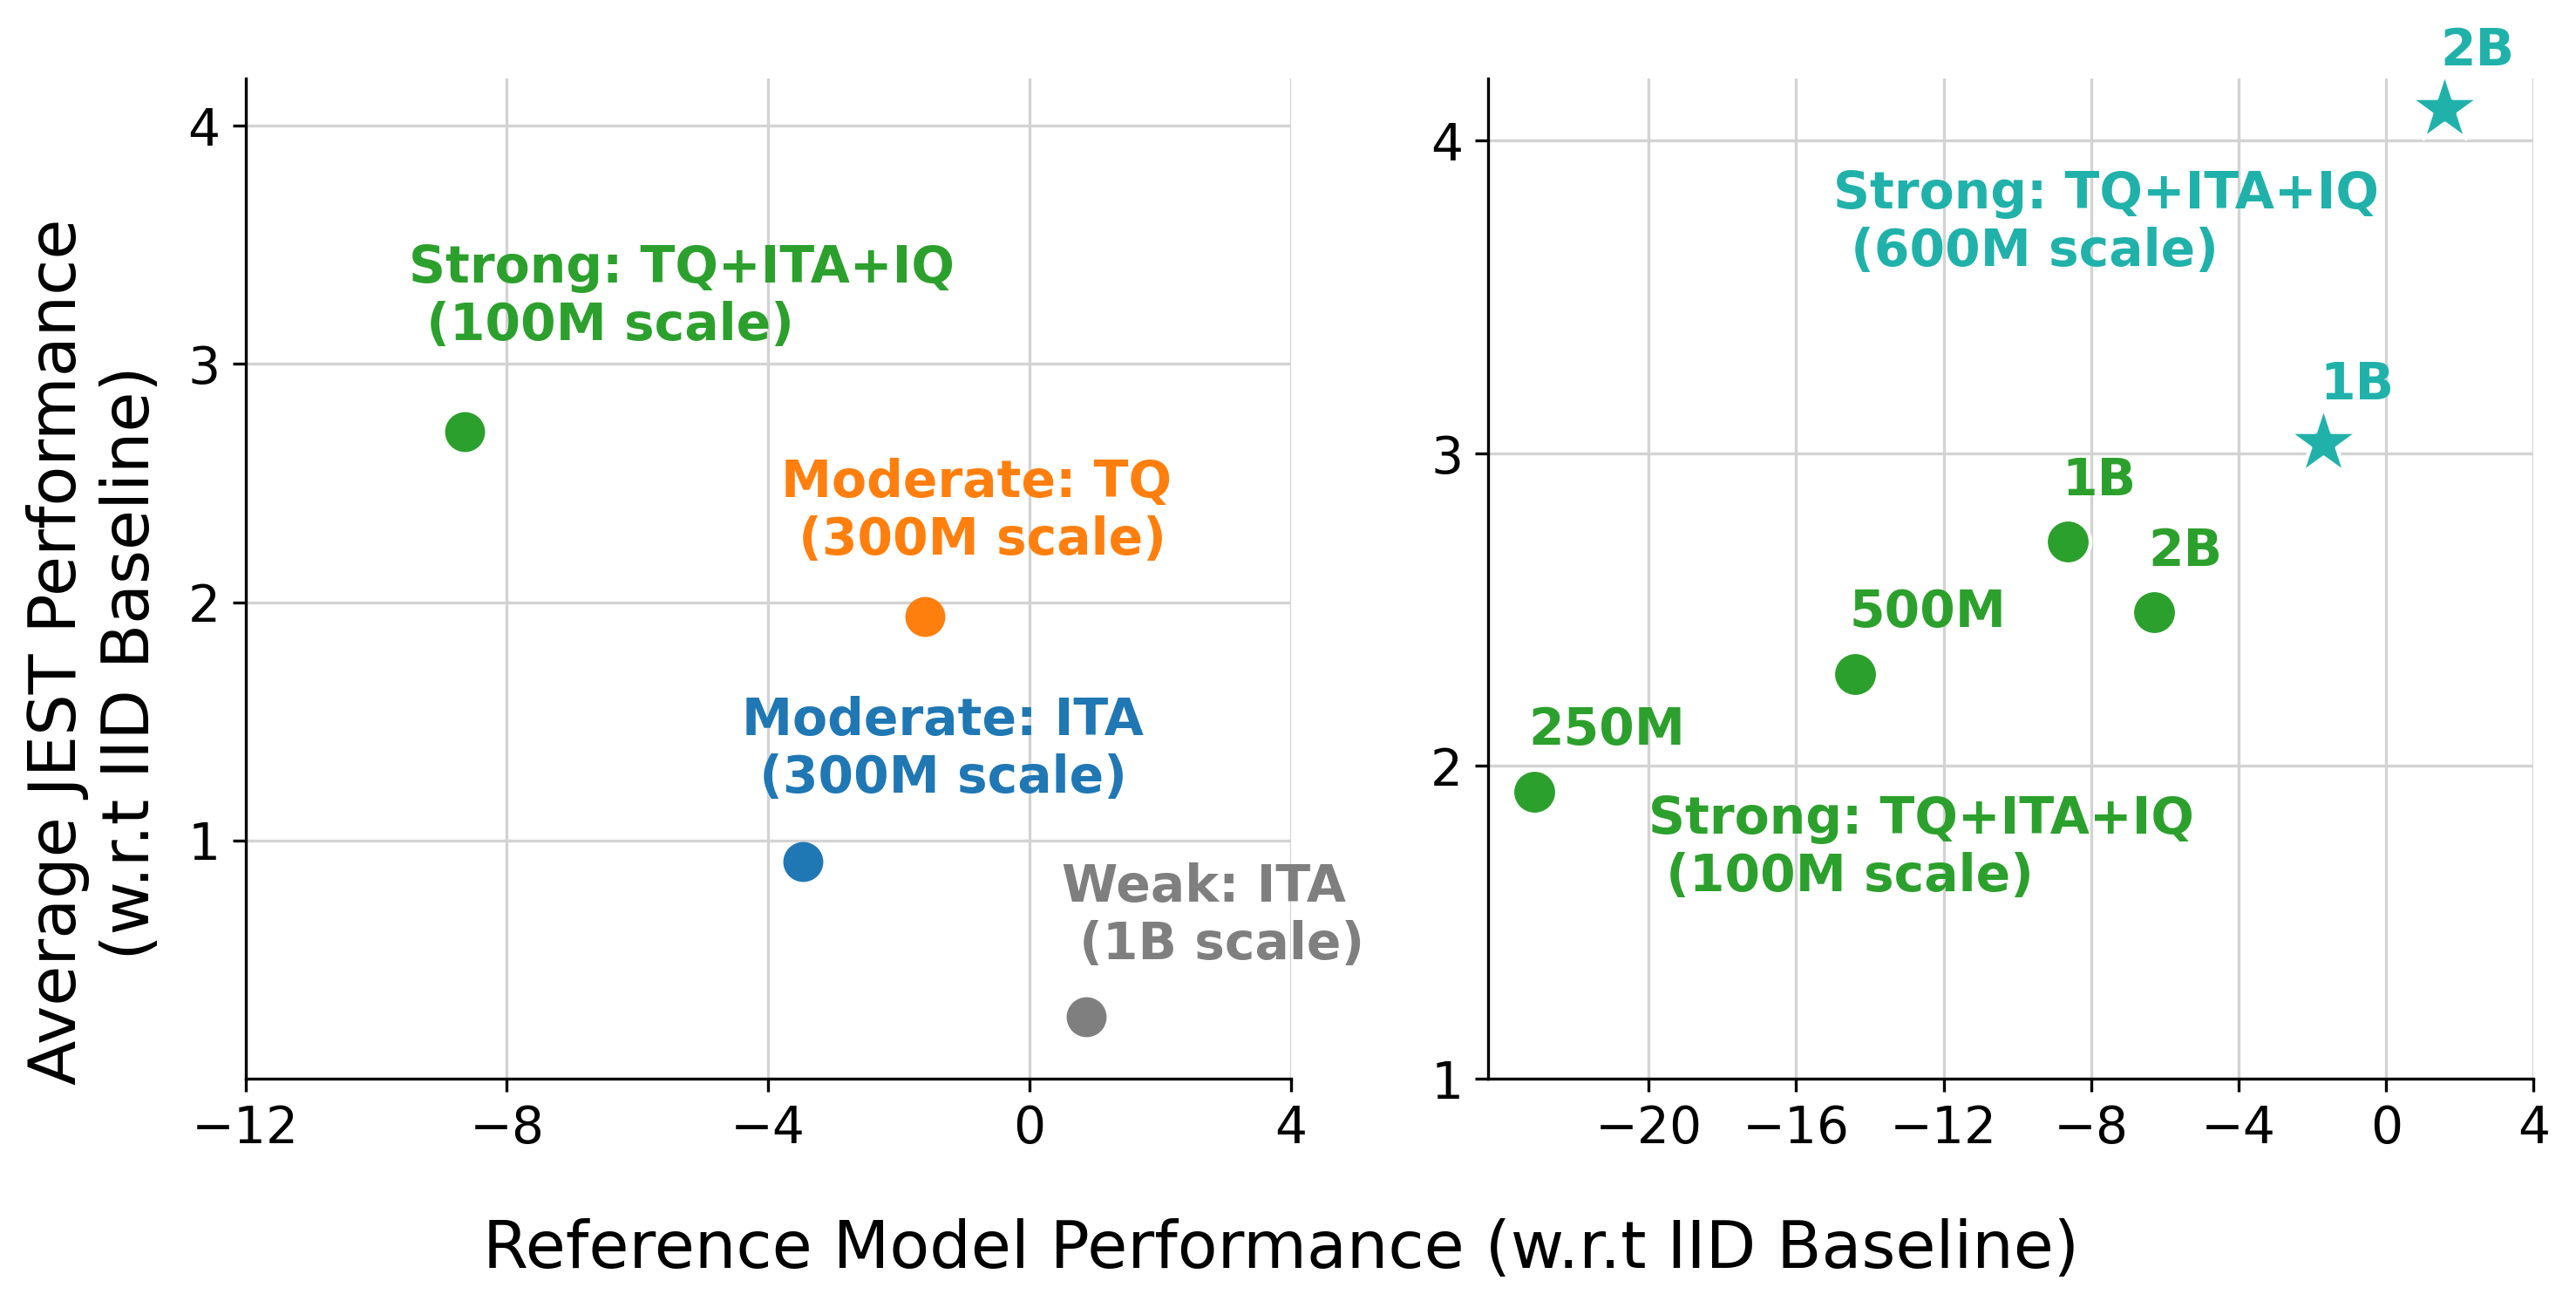 Average JEST Performance
(w.r.t IID Baseline)
4
3
2
1
−12
−8
−4
0
4
Strong: TQ+ITA+IQ
(100M scale)
Moderate: TQ
(300M scale)
Moderate: ITA
(300M scale)
Weak: ITA
(1B scale)
4
3
2
1
−20
−16
−12
−8
−4
0
4
2B
Strong: TQ+ITA+IQ
(600M scale)
1B
1B
2B
500M
250M
Strong: TQ+ITA+IQ
(100M scale)
Reference Model Performance (w.r.t IID Baseline)